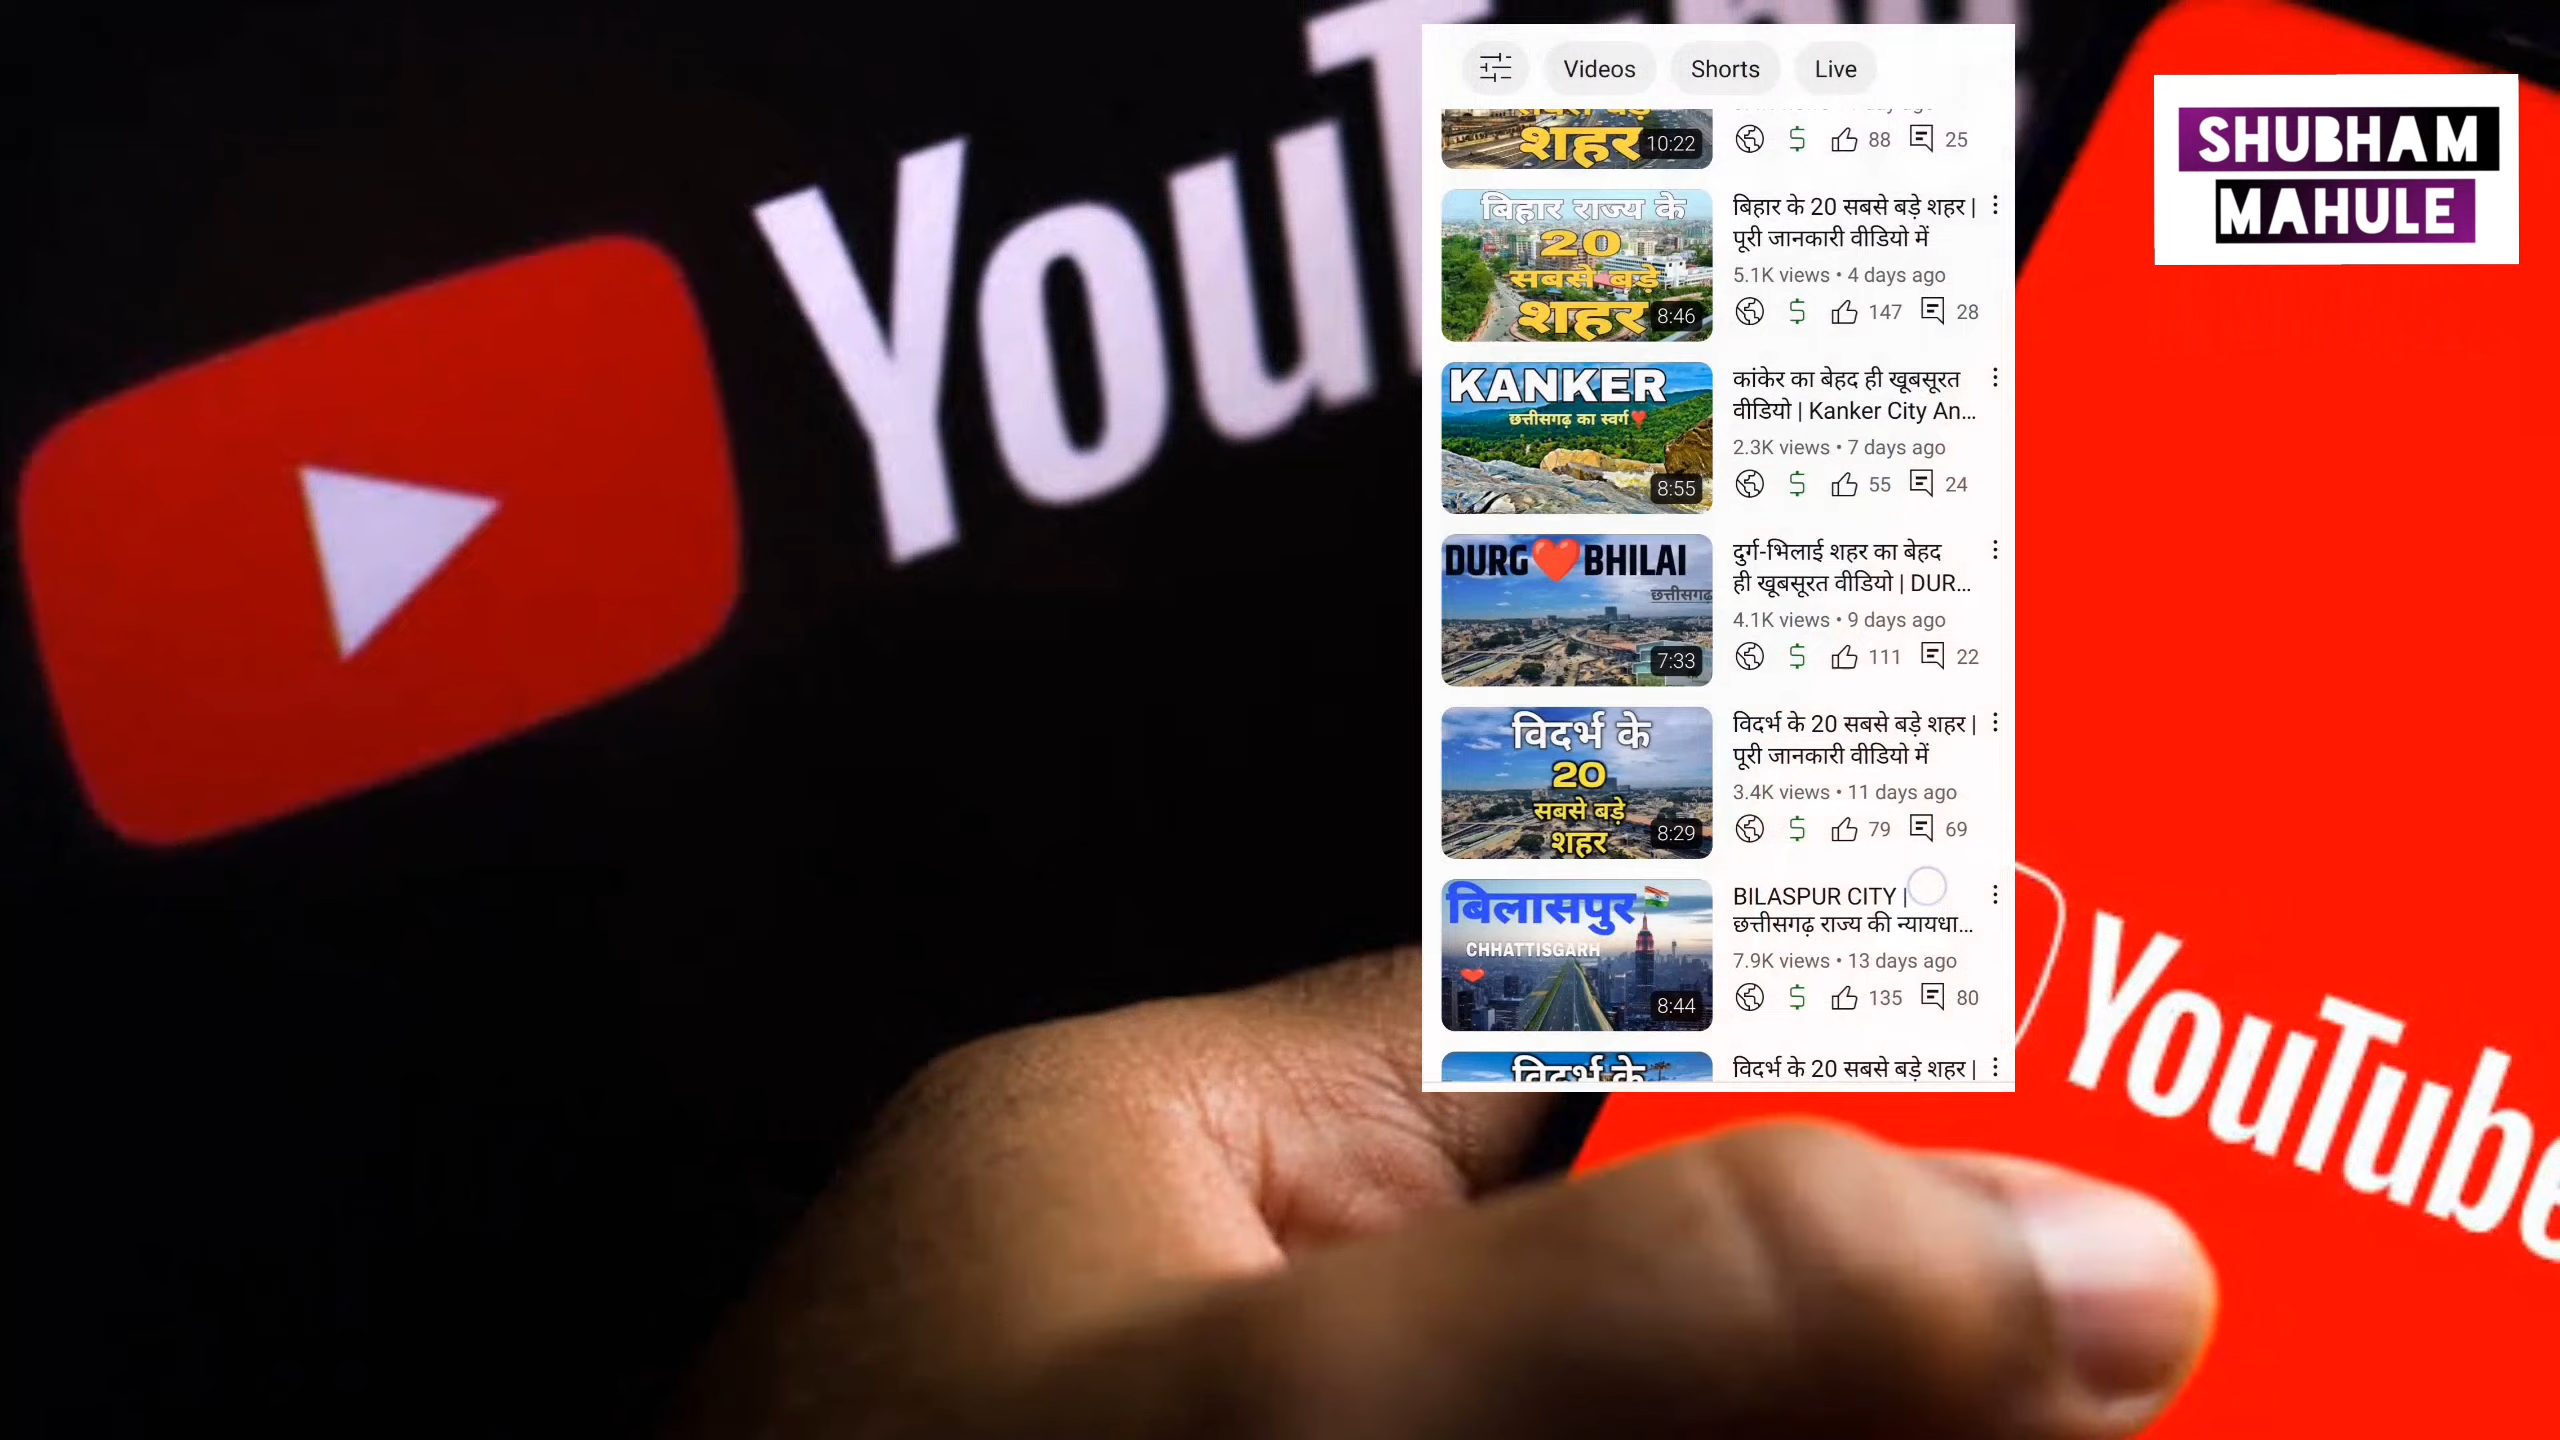 YouT
Videos
Shorts
Live
शहर
10:22
88
25
बिहार राज्य के
20
सबसे बड़े
शहर
8:46
बिहार के 20 सबसे बड़े शहर |
पूरी जानकारी वीडियो में
5.1K views • 4 days ago
147
28
KANKER
छत्तीसगढ़ का स्वर्ग
8:55
कांकेर का बेहद ही खूबसूरत
वीडियो | Kanker City An...
2.3K views • 7 days ago
55
24
DURG BHILAI
छत्तीसगढ़
7:33
दुर्ग-भिलाई शहर का बेहद
ही खूबसूरत वीडियो | DUR...
4.1K views • 9 days ago
111
22
विदर्भ के
20
सबसे बड़े
शहर
8:29
विदर्भ के 20 सबसे बड़े शहर |
पूरी जानकारी वीडियो में
3.4K views • 11 days ago
79
69
बिलासपुर
CHHATTISGARH
8:44
BILASPUR CITY |
छत्तीसगढ़ राज्य की न्यायधा...
7.9K views • 13 days ago
135
80
विदर्भ के
विदर्भ के 20 सबसे बड़े शहर |
SHUBHAM
MAHULE
YouTube